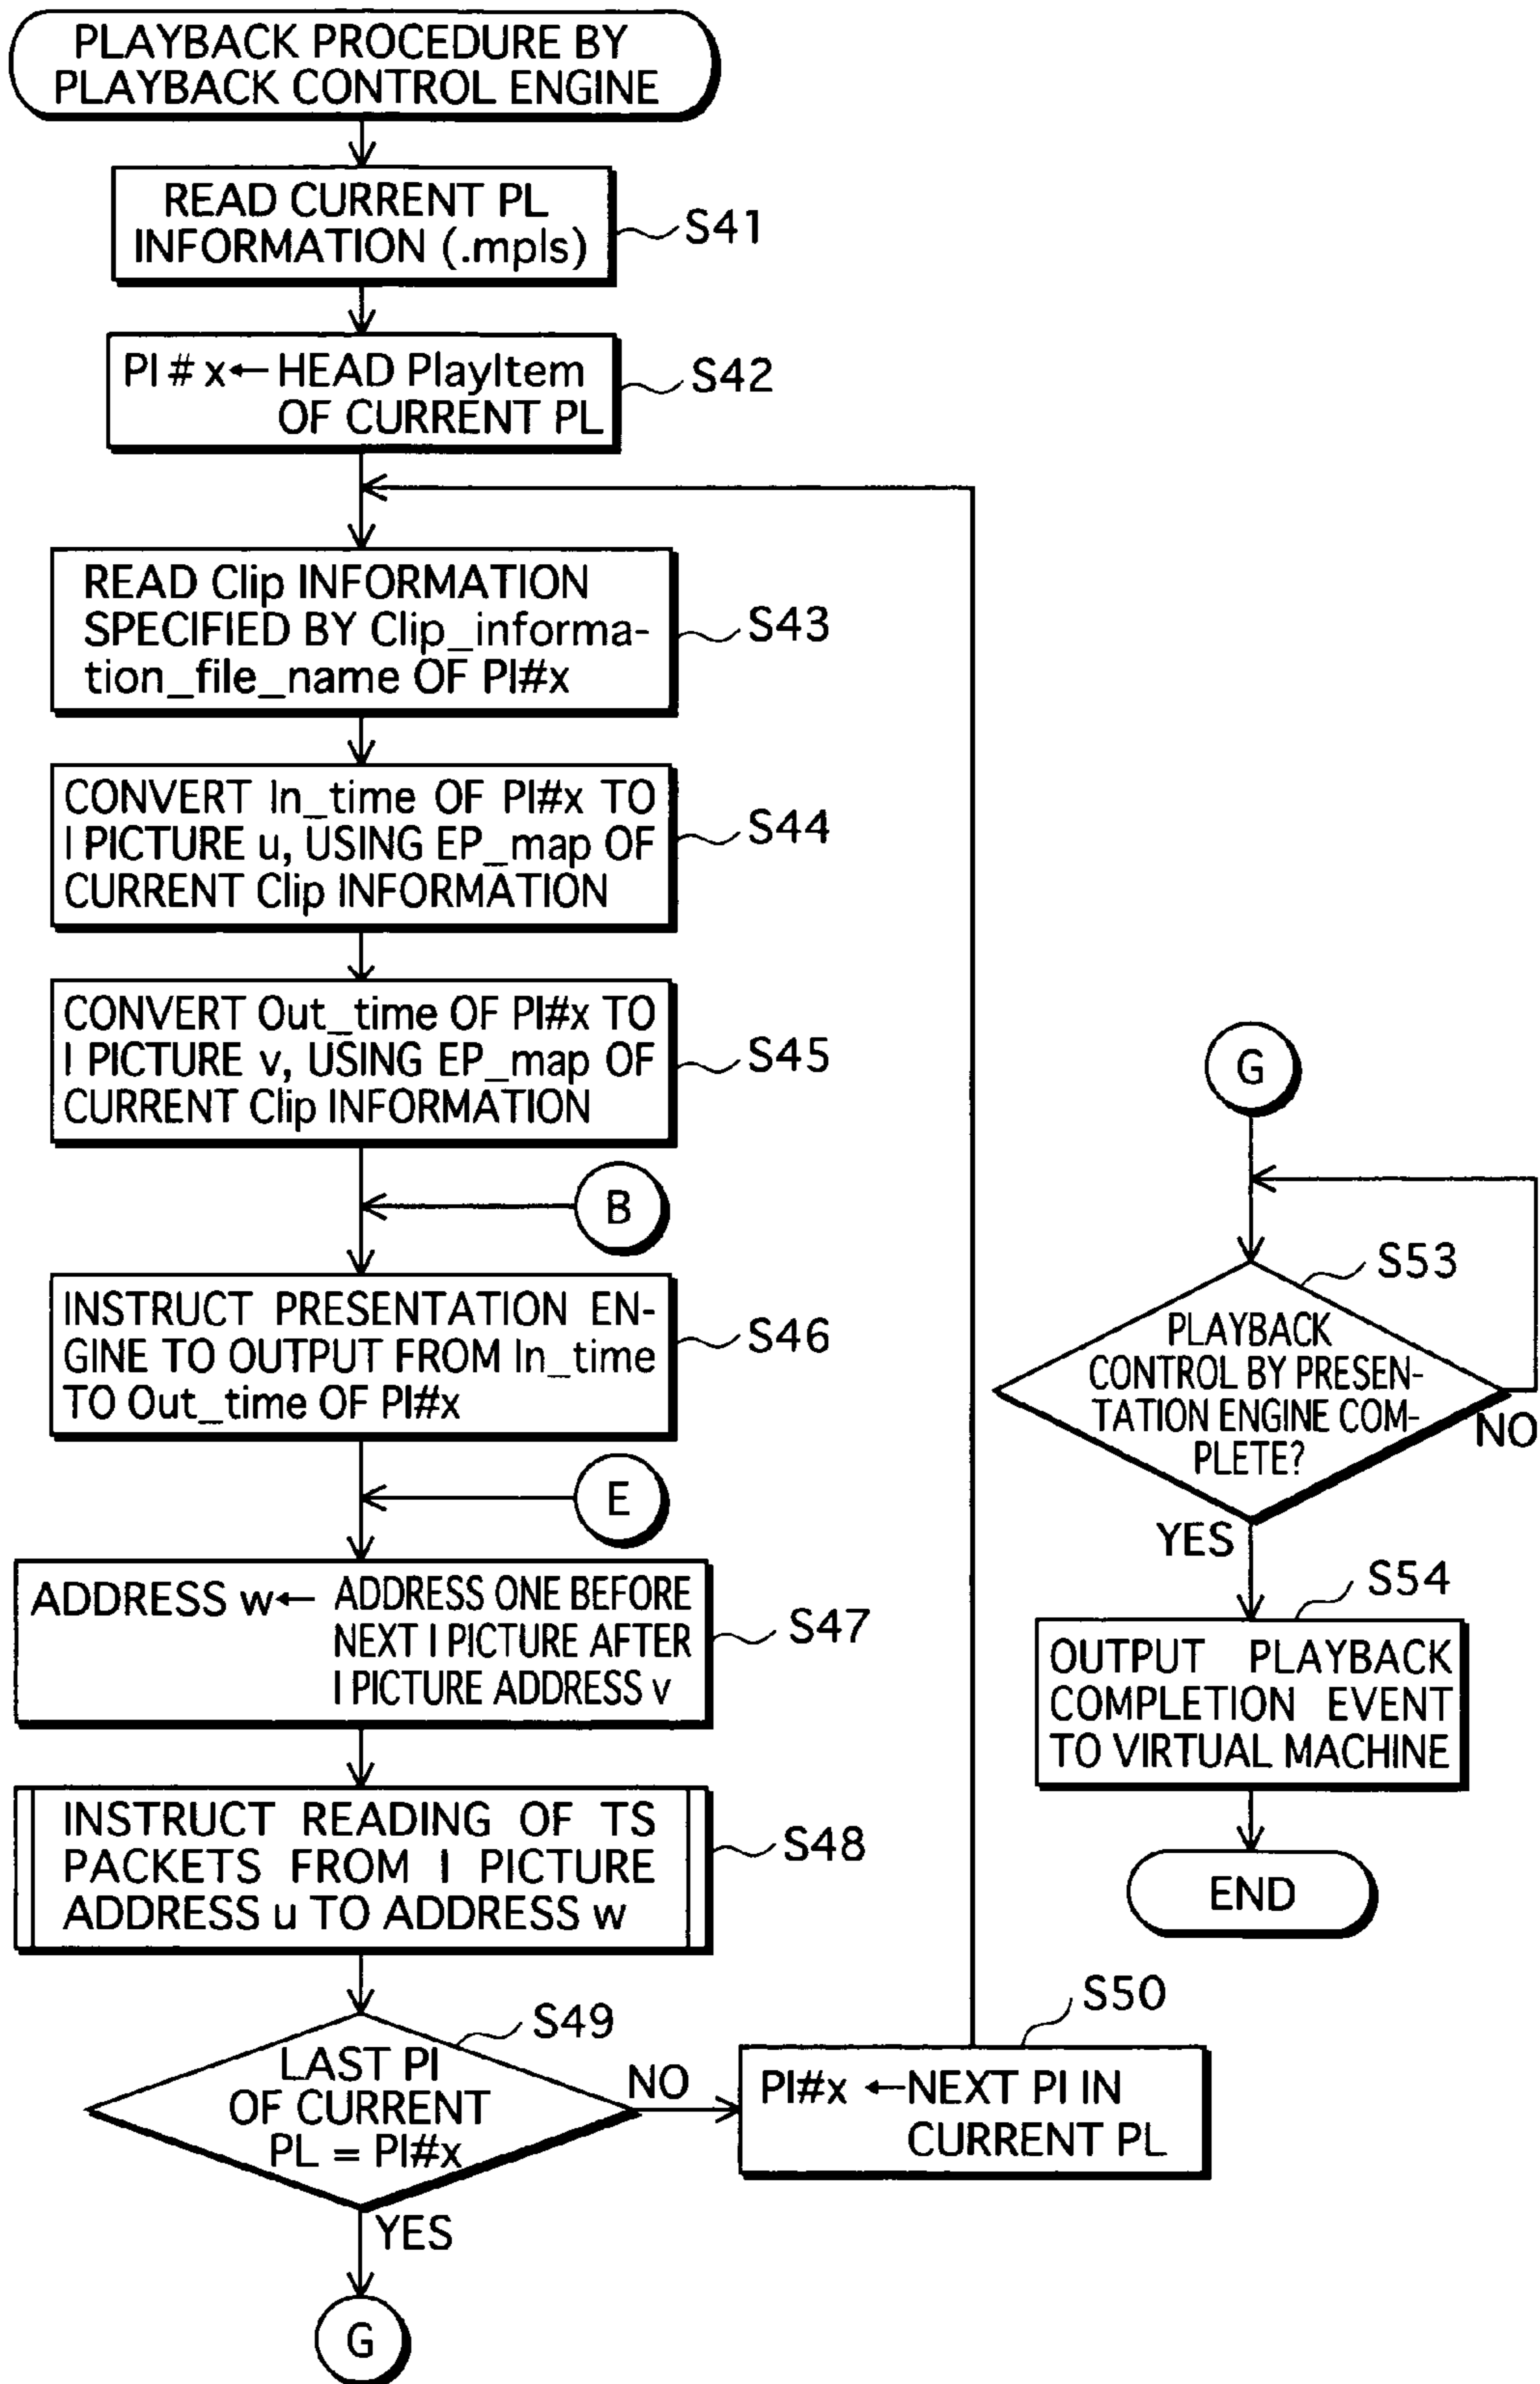 PLAYBACK PROCEDURE BY
PLAYBACK CONTROL ENGINE
READ CURRENT PL
INFORMATION (.mpls)
S41
PI # x← HEAD PlayItem
OF CURRENT PL
S42
READ Clip INFORMATION
SPECIFIED BY Clip_informa-
tion_file_name OF PI#x
S43
CONVERT In_time OF PI#x TO
I PICTURE u, USING EP_map OF
CURRENT Clip INFORMATION
S44
CONVERT Out_time OF PI#x TO
I PICTURE v, USING EP_map OF
CURRENT Clip INFORMATION
S45
B
INSTRUCT PRESENTATION EN-
GINE TO OUTPUT FROM In_time
TO Out_time OF PI#x
S46
E
ADDRESS w← ADDRESS ONE BEFORE
NEXT I PICTURE AFTER
I PICTURE ADDRESS v
S47
INSTRUCT READING OF TS
PACKETS FROM I PICTURE
ADDRESS u TO ADDRESS w
S48
LAST PI
OF CURRENT
PL = PI#x
S49
NO
YES
PI#x ←NEXT PI IN
CURRENT PL
S50
G
G
PLAYBACK
CONTROL BY PRESEN-
TATION ENGINE COM-
PLETE?
S53
NO
YES
OUTPUT PLAYBACK
COMPLETION EVENT
TO VIRTUAL MACHINE
S54
END